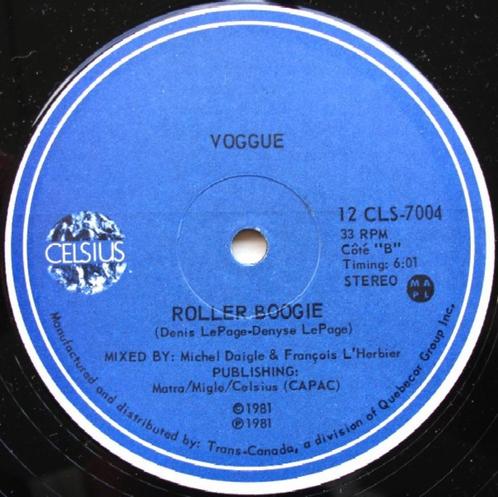 VOGGUE
12 CLS-7004
33 RPM
Côté "B"
Timing: 6:01
STEREO
M A
P L
CELSIUS
ROLLER BOOGIE
(Denis LePage-Denyse LePage)
MIXED BY: Michel Daigle & François L'Herbier
PUBLISHING:
Matra/Miglo/Celsius (CAPAC)
© 1981
℗ 1981
Manufactured and distributed by: Trans-Canada, a division of Quebecor Group Inc.